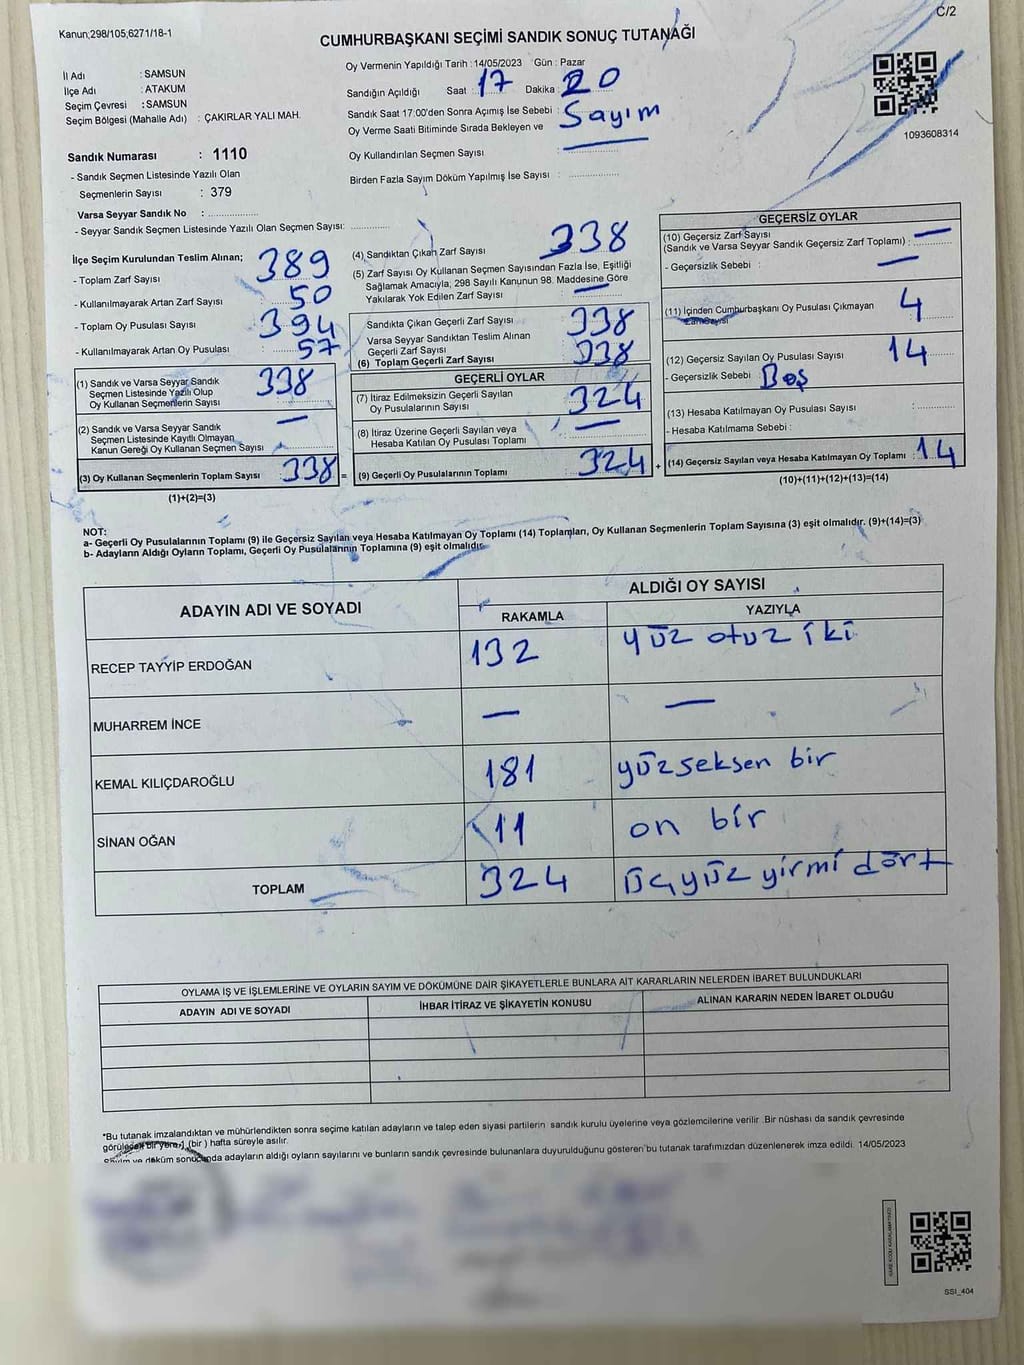 C/2
Kanun;298/105;6271/18-1
CUMHURBAŞKANI SEÇİMİ SANDIK SONUÇ TUTANAĞI
İl Adı : SAMSUN
İlçe Adı : ATAKUM
Seçim Çevresi : SAMSUN
Seçim Bölgesi (Mahalle Adı) : ÇAKIRLAR YALI MAH.
Oy Vermenin Yapıldığı Tarih : 14/05/2023 Gün : Pazar
Sandığın Açıldığı Saat : 17 Dakika : 20
Sandık Saat 17:00'den Sonra Açımış İse Sebebi : Sayım
Oy Verme Saati Bitiminde Sırada Bekleyen ve
Oy Kullandırılan Seçmen Sayısı :
Birden Fazla Sayım Döküm Yapılmış İse Sayısı :
1093608314
Sandık Numarası : 1110
- Sandık Seçmen Listesinde Yazılı Olan
Seçmenlerin Sayısı : 379
Varsa Seyyar Sandık No :
- Seyyar Sandık Seçmen Listesinde Yazılı Olan Seçmen Sayısı:
İlçe Seçim Kurulundan Teslim Alınan;
- Toplam Zarf Sayısı : 389
- Kullanılmayarak Artan Zarf Sayısı : 50
- Toplam Oy Pusulası Sayısı : 394
- Kullanılmayarak Artan Oy Pusulası : 57
(1) Sandık ve Varsa Seyyar Sandık
Seçmen Listesinde Yazılı Olup
Oy Kullanan Seçmenlerin Sayısı : 338
(2) Sandık ve Varsa Seyyar Sandık
Seçmen Listesinde Kayıtlı Olmayan
Kanun Gereği Oy Kullanan Seçmen Sayısı : —
(3) Oy Kullanan Seçmenlerin Toplam Sayısı : 338 =
(1)+(2)=(3)
(4) Sandıktan Çıkan Zarf Sayısı : 338
(5) Zarf Sayısı Oy Kullanan Seçmen Sayısından Fazla İse, Eşitliği
Sağlamak Amacıyla, 298 Sayılı Kanunun 98. Maddesine Göre
Yakılarak Yok Edilen Zarf Sayısı : —
Sandıkta Çıkan Geçerli Zarf Sayısı : 338
Varsa Seyyar Sandıktan Teslim Alınan
Geçerli Zarf Sayısı
(6) Toplam Geçerli Zarf Sayısı : 338
GEÇERLİ OYLAR
(7) İtiraz Edilmeksizin Geçerli Sayılan
Oy Pusulalarının Sayısı : 324
(8) İtiraz Üzerine Geçerli Sayılan veya
Hesaba Katılan Oy Pusulası Toplamı : —
(9) Geçerli Oy Pusulalarının Toplamı : 324 +
GEÇERSİZ OYLAR
(10) Geçersiz Zarf Sayısı
(Sandık ve Varsa Seyyar Sandık Geçersiz Zarf Toplamı) : —
- Geçersizlik Sebebi : —
(11) İçinden Cumhurbaşkanı Oy Pusulası Çıkmayan
Zarf Sayısı : 4
(12) Geçersiz Sayılan Oy Pusulası Sayısı : 14
- Geçersizlik Sebebi : Boş
(13) Hesaba Katılmayan Oy Pusulası Sayısı :
- Hesaba Katılmama Sebebi :
(14) Geçersiz Sayılan veya Hesaba Katılmayan Oy Toplamı : 14
(10)+(11)+(12)+(13)=(14)
NOT:
a- Geçerli Oy Pusulalarının Toplamı (9) ile Geçersiz Sayılan veya Hesaba Katılmayan Oy Toplamı (14) Toplamları, Oy Kullanan Seçmenlerin Toplam Sayısına (3) eşit olmalıdır. (9)+(14)=(3)
b- Adayların Aldığı Oyların Toplamı, Geçerli Oy Pusulalarının Toplamına (9) eşit olmalıdır.
ADAYIN ADI VE SOYADI
ALDIĞI OY SAYISI
RAKAMLA YAZIYLA
RECEP TAYYİP ERDOĞAN 132 yüz otuz iki
MUHARREM İNCE — —
KEMAL KILIÇDAROĞLU 181 yüzseksen bir
SİNAN OĞAN 11 on bir
TOPLAM 324 üçyüz yirmi dört
OYLAMA İŞ VE İŞLEMLERİNE VE OYLARIN SAYIM VE DÖKÜMÜNE DAİR ŞİKAYETLERLE BUNLARA AİT KARARLARIN NELERDEN İBARET BULUNDUKLARI
ADAYIN ADI VE SOYADI İHBAR İTİRAZ VE ŞİKAYETİN KONUSU ALINAN KARARIN NEDEN İBARET OLDUĞU
*Bu tutanak imzalandıktan ve mühürlendikten sonra seçime katılan adayların ve talep eden siyasi partilerin sandık kurulu üyelerine veya gözlemcilerine verilir. Bir nüshası da sandık çevresinde
görülecek bir yere 1 (bir ) hafta süreyle asılır.
Sayım ve döküm sonucunda adayların aldığı oyların sayılarını ve bunların sandık çevresinde bulunanlara duyurulduğunu gösteren bu tutanak tarafımızdan düzenlenerek imza edildi. 14/05/2023
SSI_404